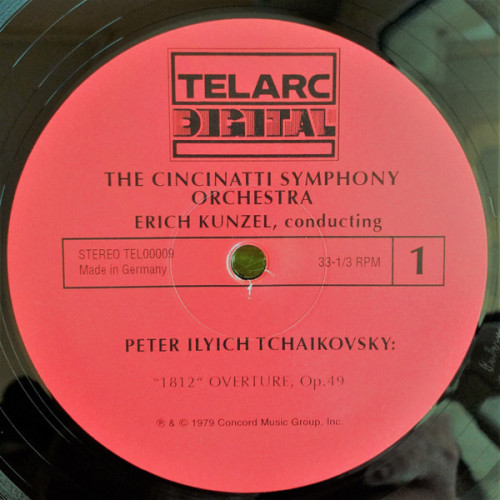 TELARC
DIGITAL
THE CINCINATTI SYMPHONY
ORCHESTRA
ERICH KUNZEL, conducting
STEREO TEL00009
Made in Germany
33-1/3 RPM
1
PETER ILYICH TCHAIKOVSKY:
"1812" OVERTURE, Op.49
℗ & © 1979 Concord Music Group, Inc.